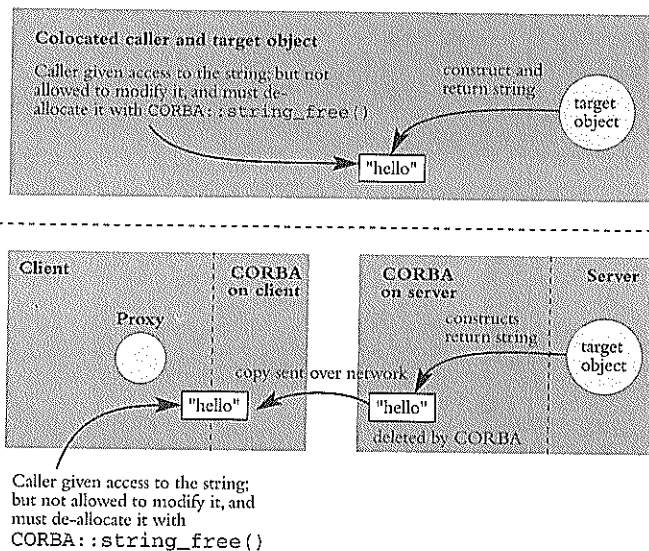 Colocated caller and target object
Caller given access to the string; but not
allowed to modify it, and must de-
allocate it with CORBA::string_free()
construct and
return string
target
object
"hello"
Client
CORBA
on client
CORBA
on server
Server
Proxy
constructs
return string
target
object
copy sent over network
"hello"
"hello"
deleted by CORBA
Caller given access to the string;
but not allowed to modify it, and
must de-allocate it with
CORBA::string_free()